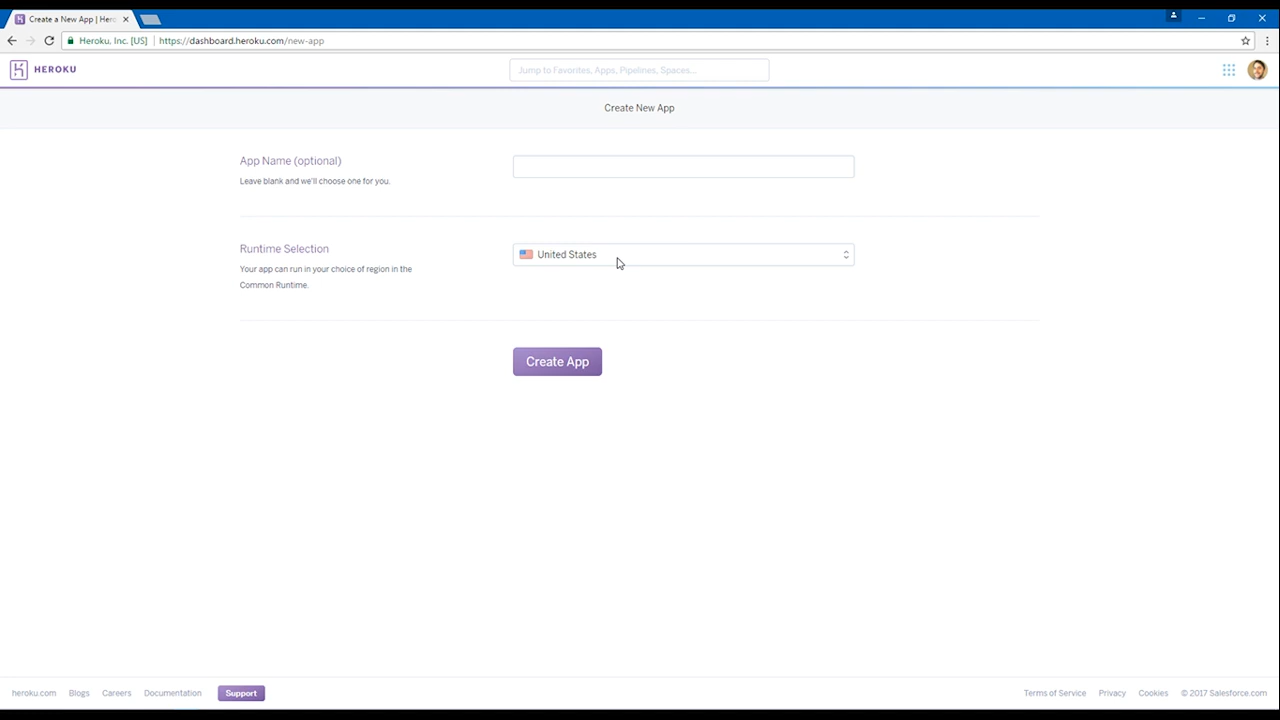 Create a New App | Hero
Heroku, Inc. [US] https://dashboard.heroku.com/new-app
HEROKU
Jump to Favorites, Apps, Pipelines, Spaces...
Create New App
App Name (optional)
Leave blank and we'll choose one for you.
Runtime Selection
United States
Your app can run in your choice of region in the
Common Runtime.
Create App
heroku.com Blogs Careers Documentation Support Terms of Service Privacy Cookies © 2017 Salesforce.com